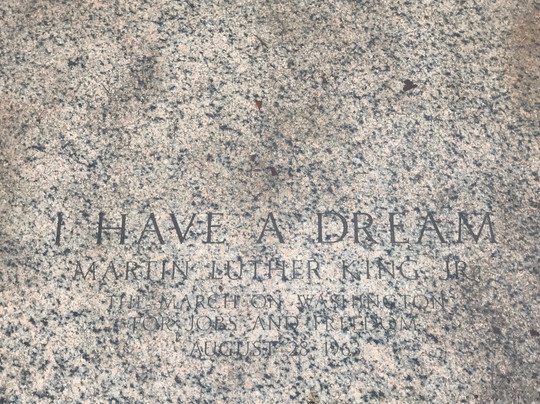 I HAVE A DREAM
MARTIN LUTHER KING JR
THE MARCH ON WASHINGTON
FOR JOBS AND FREEDOM
AUGUST 28 1963